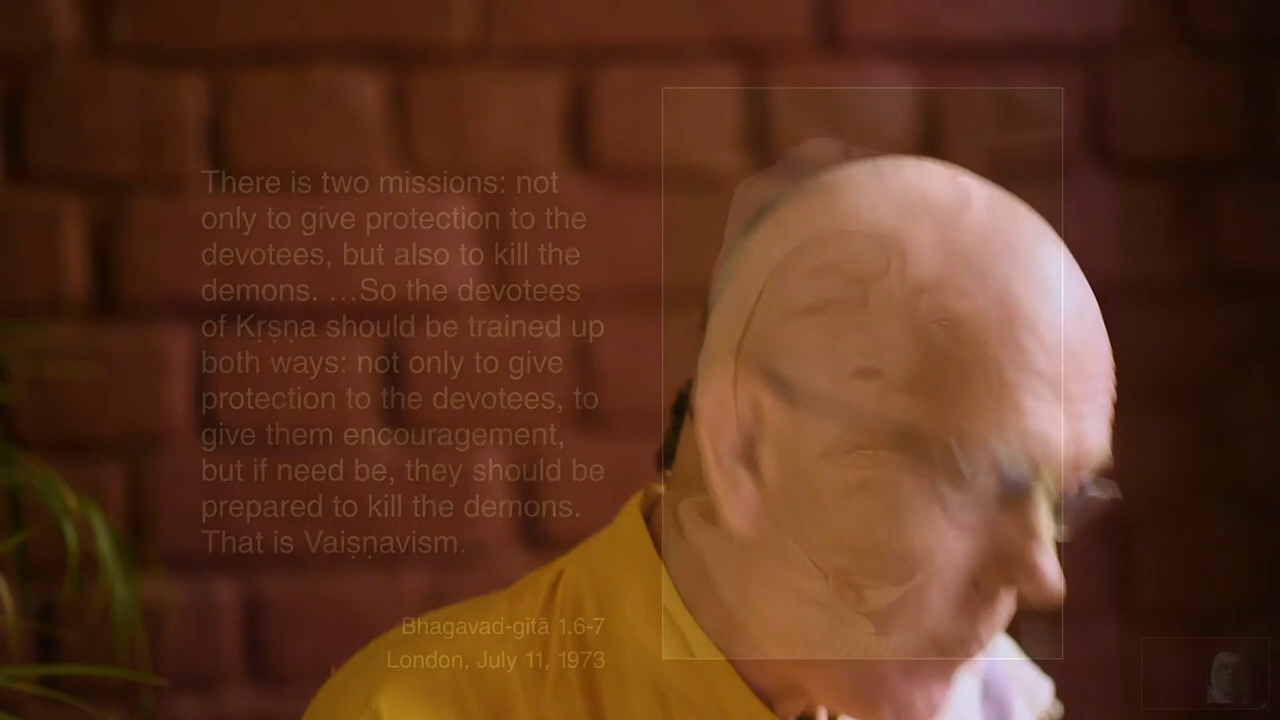 There is two missions: not
only to give protection to the
devotees, but also to kill the
demons. ...So the devotees
of Kṛṣṇa should be trained up
both ways: not only to give
protection to the devotees, to
give them encouragement,
but if need be, they should be
prepared to kill the demons.
That is Vaiṣṇavism.
Bhagavad-gītā 1.6-7
London, July 11, 1973